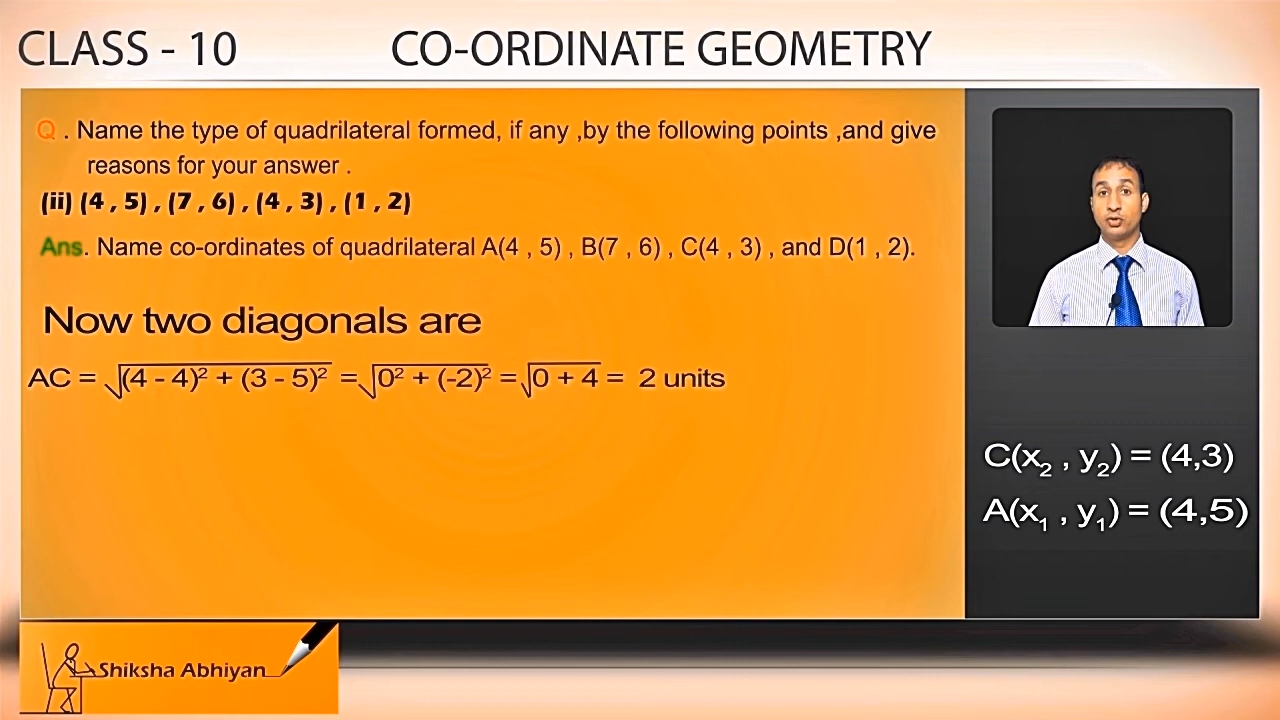 CLASS - 10 CO-ORDINATE GEOMETRY
Q . Name the type of quadrilateral formed, if any ,by the following points ,and give
reasons for your answer .
(ii) (4 , 5) , (7 , 6) , (4 , 3) , (1 , 2)
Ans. Name co-ordinates of quadrilateral A(4 , 5) , B(7 , 6) , C(4 , 3) , and D(1 , 2).
Now two diagonals are
AC = √(4 - 4)² + (3 - 5)² = √0² + (-2)² = √0 + 4 = 2 units
C(x₂ , y₂) = (4,3)
A(x₁ , y₁) = (4,5)
Shiksha Abhiyan